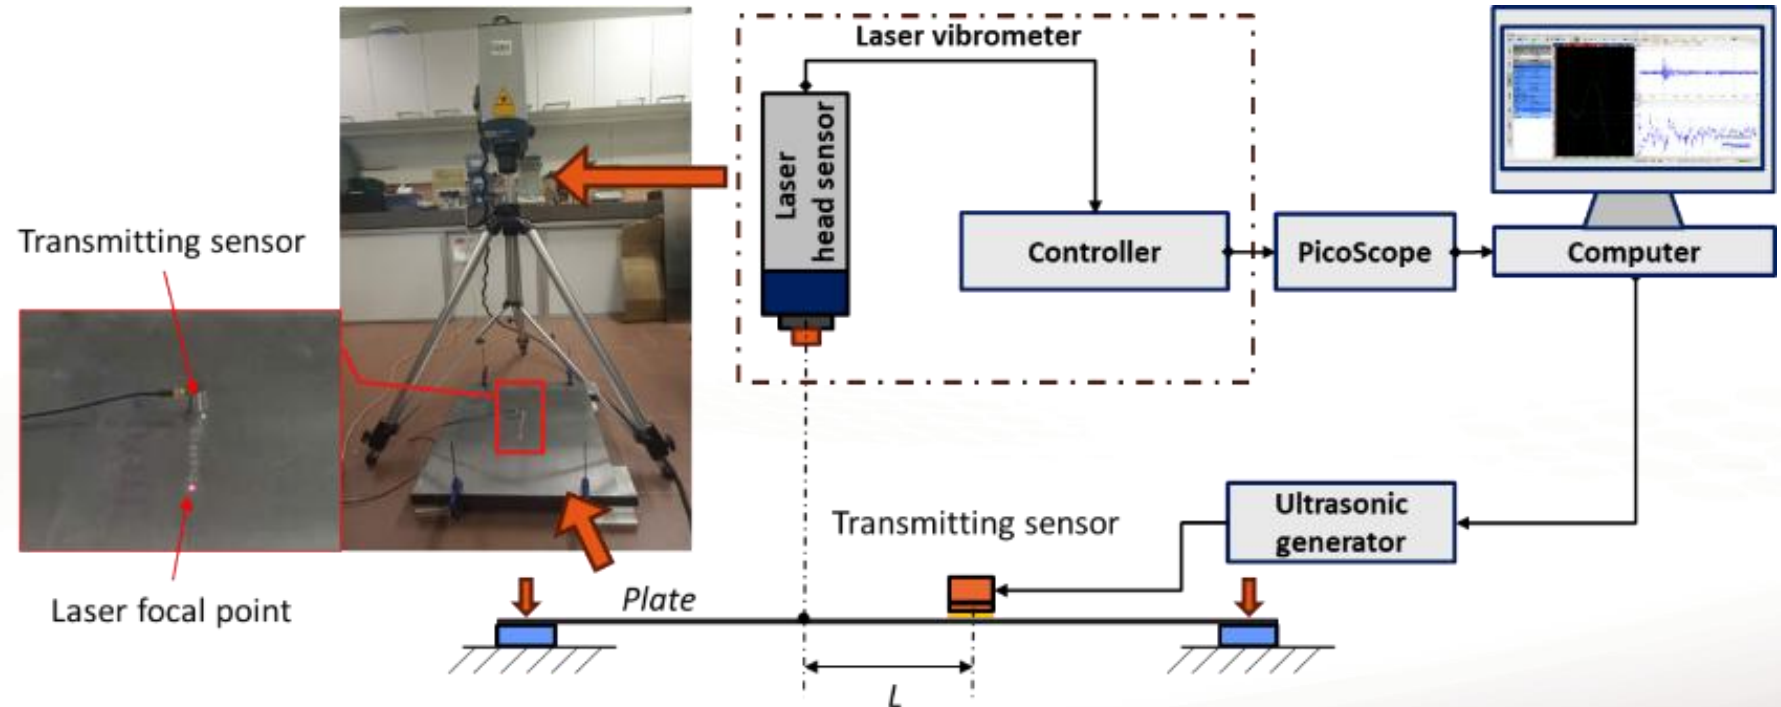 Laser vibrometer
Laser
head sensor
Controller
PicoScope
Computer
Transmitting sensor
Laser focal point
Transmitting sensor
Ultrasonic
generator
Plate
L